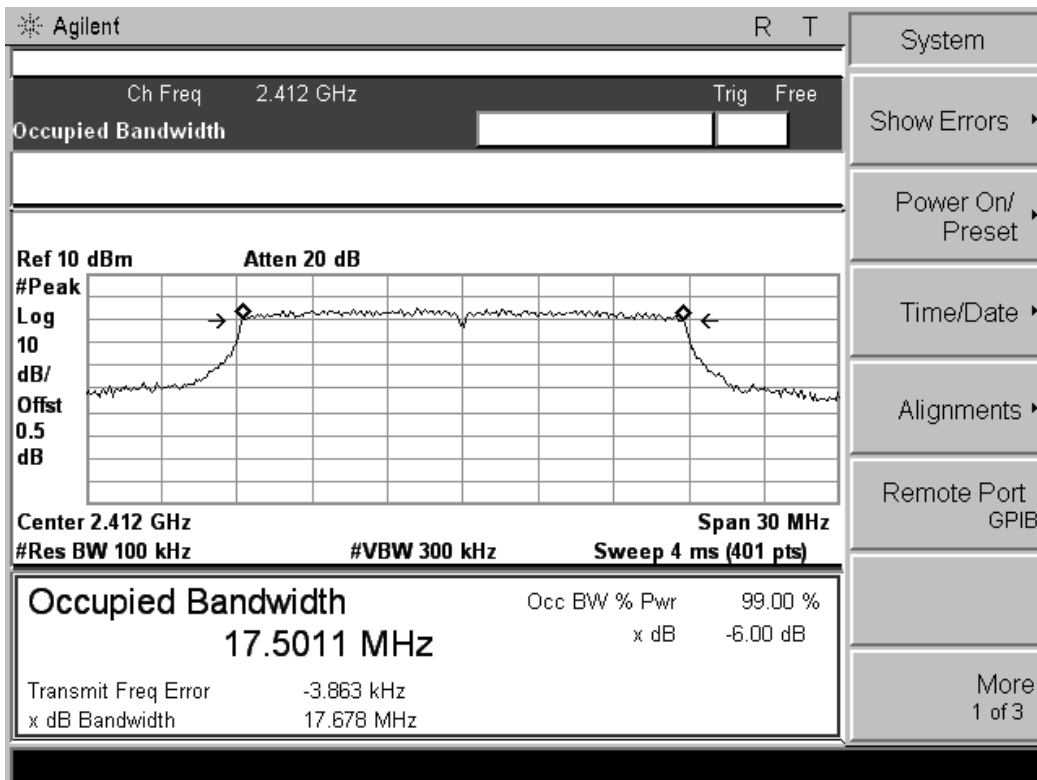 Agilent
R T
Ch Freq 2.412 GHz Trig Free
Occupied Bandwidth
Ref 10 dBm Atten 20 dB
#Peak
Log
10
dB/
Offst
0.5
dB
Center 2.412 GHz Span 30 MHz
#Res BW 100 kHz #VBW 300 kHz Sweep 4 ms (401 pts)
Occupied Bandwidth Occ BW % Pwr 99.00 %
17.5011 MHz x dB -6.00 dB
Transmit Freq Error -3.863 kHz
x dB Bandwidth 17.678 MHz
System
Show Errors
Power On/
Preset
Time/Date
Alignments
Remote Port
GPIB
More
1 of 3